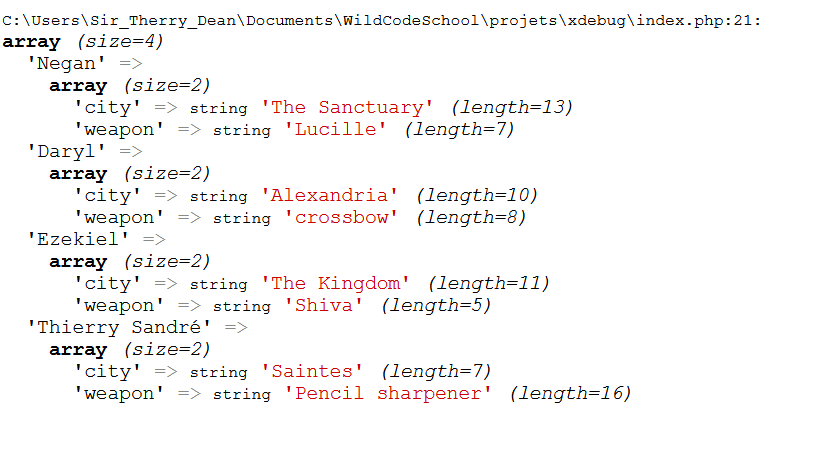 C:\Users\Sir_Therry_Dean\Documents\WildCodeSchool\projets\xdebug\index.php:21:
array (size=4)
'Negan' =>
array (size=2)
'city' => string 'The Sanctuary' (length=13)
'weapon' => string 'Lucille' (length=7)
'Daryl' =>
array (size=2)
'city' => string 'Alexandria' (length=10)
'weapon' => string 'crossbow' (length=8)
'Ezekiel' =>
array (size=2)
'city' => string 'The Kingdom' (length=11)
'weapon' => string 'Shiva' (length=5)
'Thierry Sandré' =>
array (size=2)
'city' => string 'Saintes' (length=7)
'weapon' => string 'Pencil sharpener' (length=16)